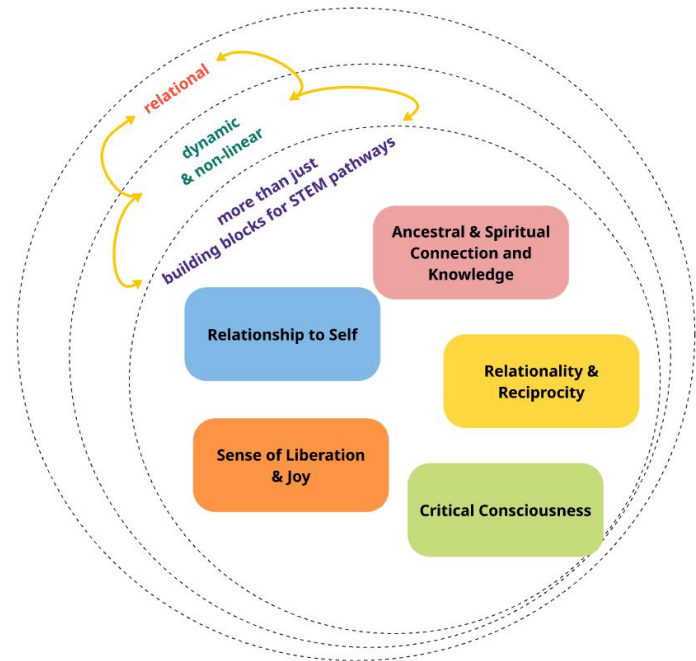 relational
dynamic
& non-linear
more than just
building blocks for STEM pathways
Ancestral & Spiritual
Connection and
Knowledge
Relationship to Self
Relationality &
Reciprocity
Sense of Liberation
& Joy
Critical Consciousness